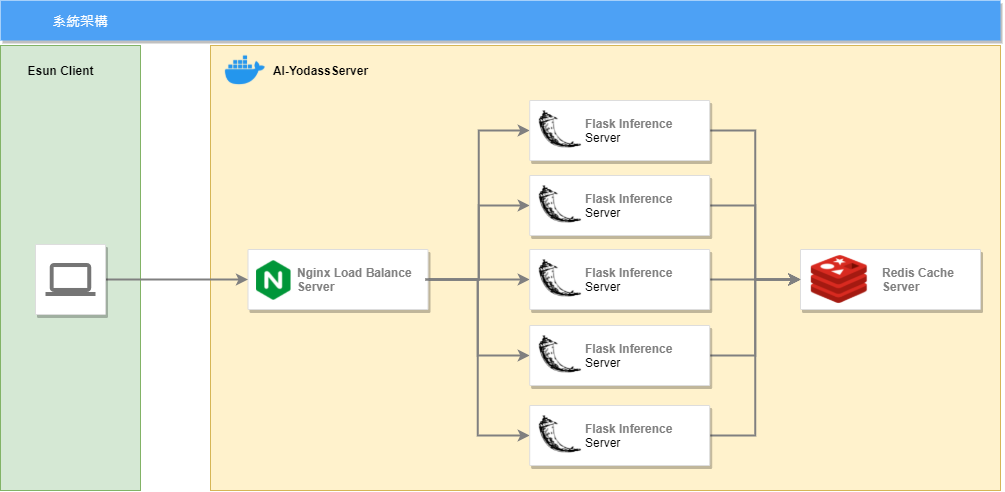 系統架構
Esun Client
AI-YodassServer
Flask Inference
Server
Flask Inference
Server
Nginx Load Balance
Server
Flask Inference
Server
Redis Cache
Server
Flask Inference
Server
Flask Inference
Server